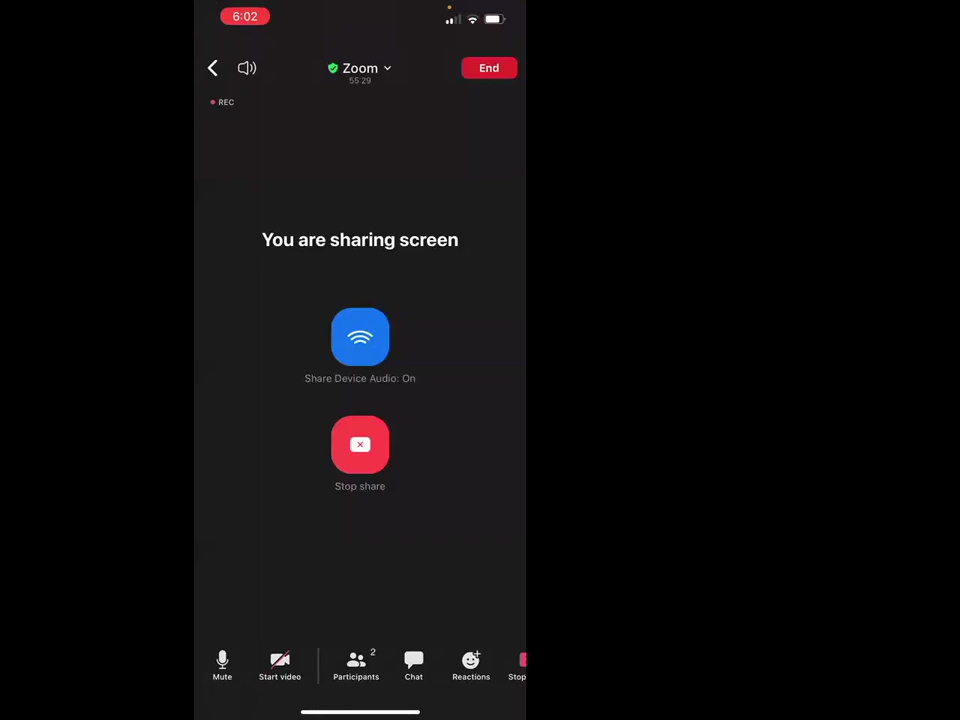 6:02
Zoom
End
55:29
REC
You are sharing screen
Share Device Audio: On
Stop share
2
Mute
Start video
Participants
Chat
Reactions
Stop